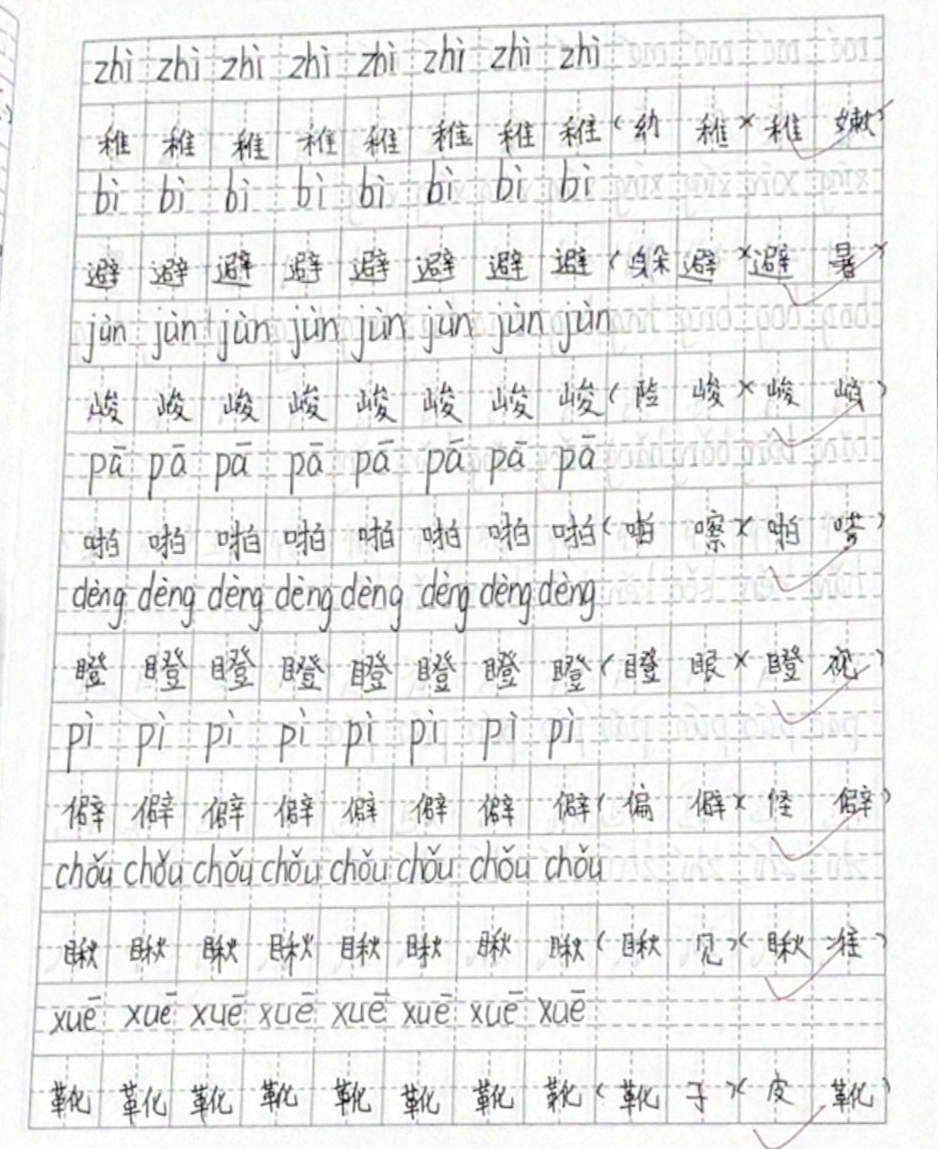 zhì zhì zhì zhì zhì zhì zhì zhì
稚 稚 稚 稚 稚 稚 稚 稚 (幼 稚)(稚 嫩)
bì bì bì bì bì bì bì bì
避 避 避 避 避 避 避 避 (躲 避)(避 暑)
jùn jùn jùn jùn jùn jùn jùn jùn
峻 峻 峻 峻 峻 峻 峻 峻 (险 峻)(峻 峭)
pā pā pā pā pā pā pā pā
啪 啪 啪 啪 啪 啪 啪 啪 (啪 嚓)(啪 嗒)
dèng dèng dèng dèng dèng dèng dèng dèng
瞪 瞪 瞪 瞪 瞪 瞪 瞪 瞪 (瞪 眼)(瞪 视)
pì pì pì pì pì pì pì pì
僻 僻 僻 僻 僻 僻 僻 僻 (偏 僻)(怪 僻)
chǒu chǒu chǒu chǒu chǒu chǒu chǒu chǒu
瞅 瞅 瞅 瞅 瞅 瞅 瞅 瞅 (瞅 见)(瞅 准)
xuē xuē xuē xuē xuē xuē xuē xuē
靴 靴 靴 靴 靴 靴 靴 靴 (靴 子)(皮 靴)